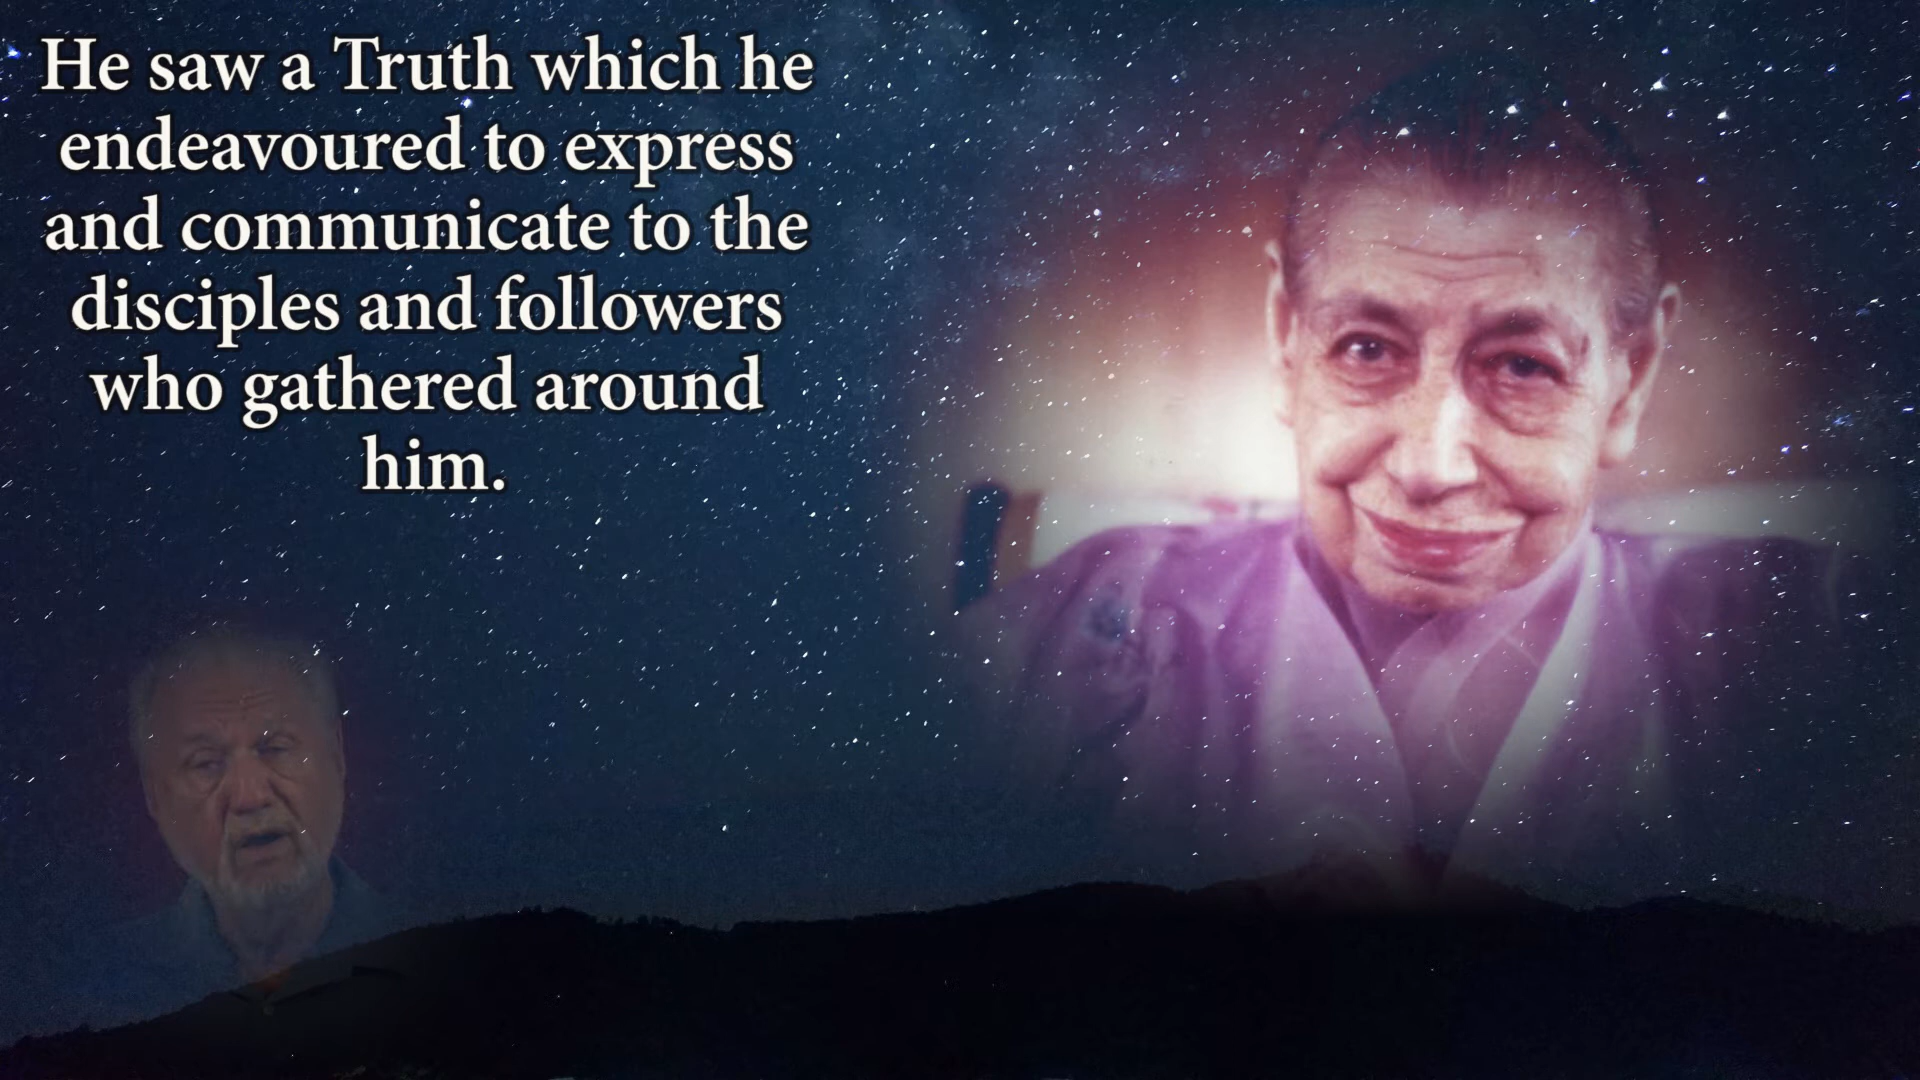 He saw a Truth which he
endeavoured to express
and communicate to the
disciples and followers
who gathered around
him.